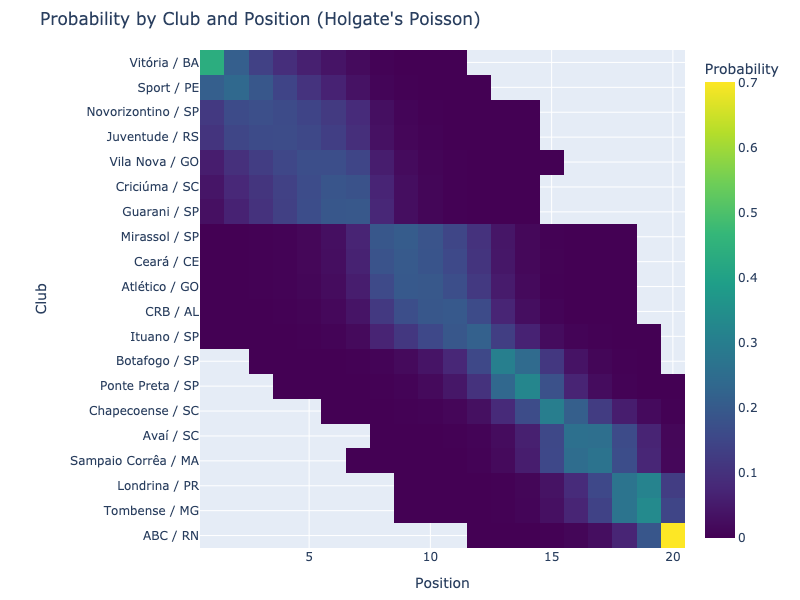 Probability by Club and Position (Holgate's Poisson)
Probability
Club
Vitória / BA
Sport / PE
Novorizontino / SP
Juventude / RS
Vila Nova / GO
Criciúma / SC
Guarani / SP
Mirassol / SP
Ceará / CE
Atlético / GO
CRB / AL
Ituano / SP
Botafogo / SP
Ponte Preta / SP
Chapecoense / SC
Avaí / SC
Sampaio Corrêa / MA
Londrina / PR
Tombense / MG
ABC / RN
0.7
0.6
0.5
0.4
0.3
0.2
0.1
0
5 10 15 20
Position